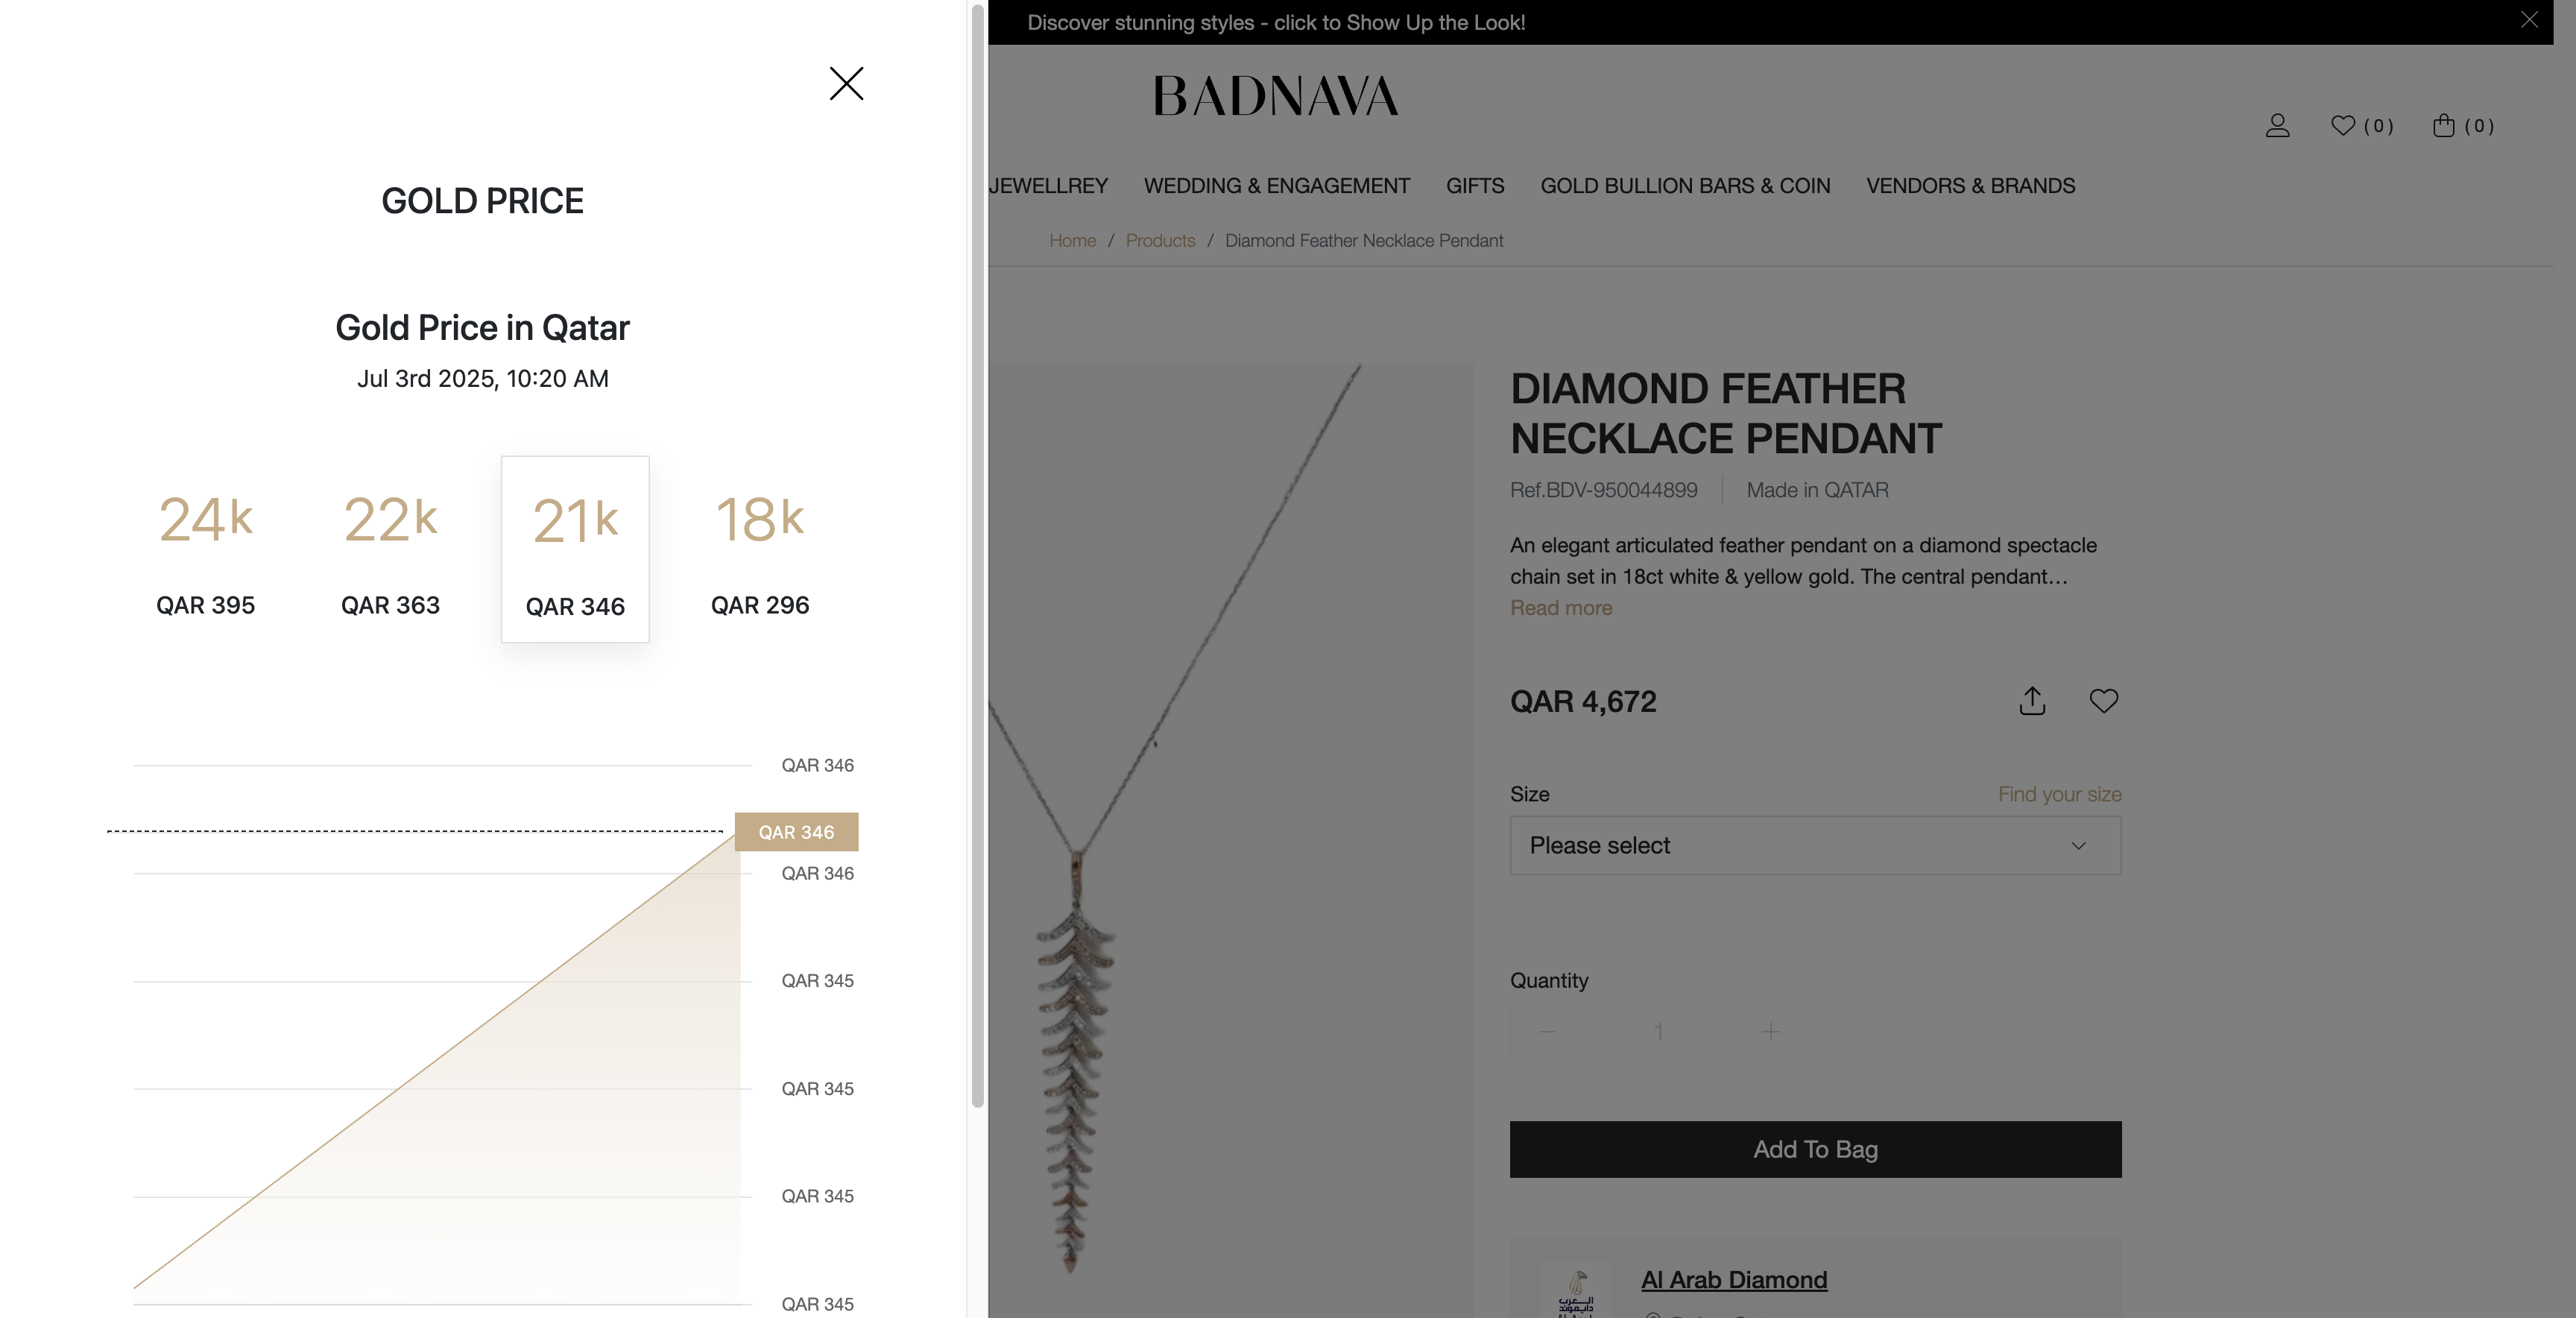 GOLD PRICE
Gold Price in Qatar
Jul 3rd 2025, 10:20 AM
24k
22k
21k
18k
QAR 395
QAR 363
QAR 346
QAR 296
QAR 346
QAR 346
QAR 346
QAR 345
QAR 345
QAR 345
QAR 345
Discover stunning styles - click to Show Up the Look!
BADNAVA
(0)
(0)
JEWELLREY
WEDDING & ENGAGEMENT
GIFTS
GOLD BULLION BARS & COIN
VENDORS & BRANDS
Home / Products / Diamond Feather Necklace Pendant
DIAMOND FEATHER
NECKLACE PENDANT
Ref.BDV-950044899
Made in QATAR
An elegant articulated feather pendant on a diamond spectacle
chain set in 18ct white & yellow gold. The central pendant...
Read more
QAR 4,672
Size
Find your size
Please select
Quantity
1
Add To Bag
Al Arab Diamond
العرب
دايموند